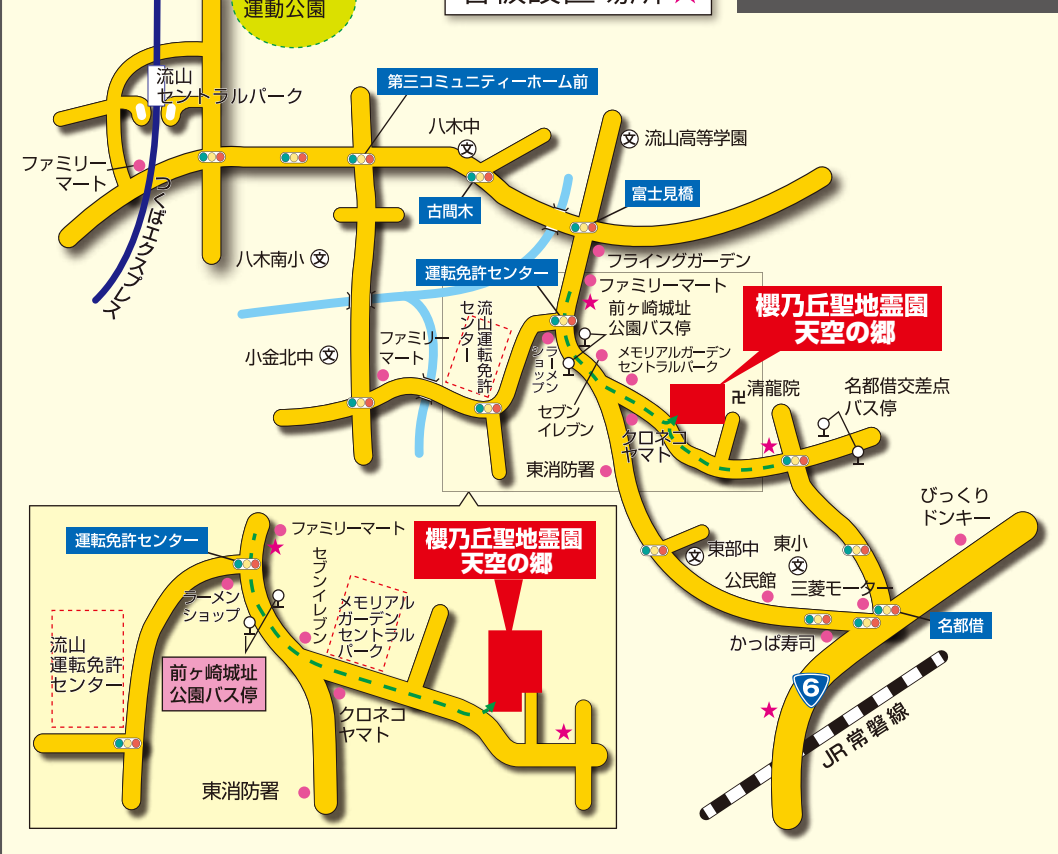 運動公園
流山
セントラルパーク
第三コミュニティーホーム前
八木中
文
流山高等学園
文
ファミリー
マート
古間木
富士見橋
つくばエクスプレス
八木南小
文
フライングガーデン
運転免許センター
ファミリーマート
前ヶ崎城址
公園バス停
櫻乃丘聖地霊園
天空の郷
流山運転免許
センター
小金北中
文
ファミリー
マート
ラーメン
ショップ
メモリアルガーデン
セントラルパーク
卍
清龍院
名都借交差点
バス停
セブン
イレブン
クロネコ
ヤマト
東消防署
びっくり
ドンキー
文
東部中
東小
文
公民館
三菱モーター
名都借
かっぱ寿司
6
JR常磐線
運転免許センター
ファミリーマート
櫻乃丘聖地霊園
天空の郷
セブンイレブン
ラーメン
ショップ
メモリアル
ガーデン
セントラル
パーク
流山
運転免許
センター
前ヶ崎城址
公園バス停
クロネコ
ヤマト
東消防署